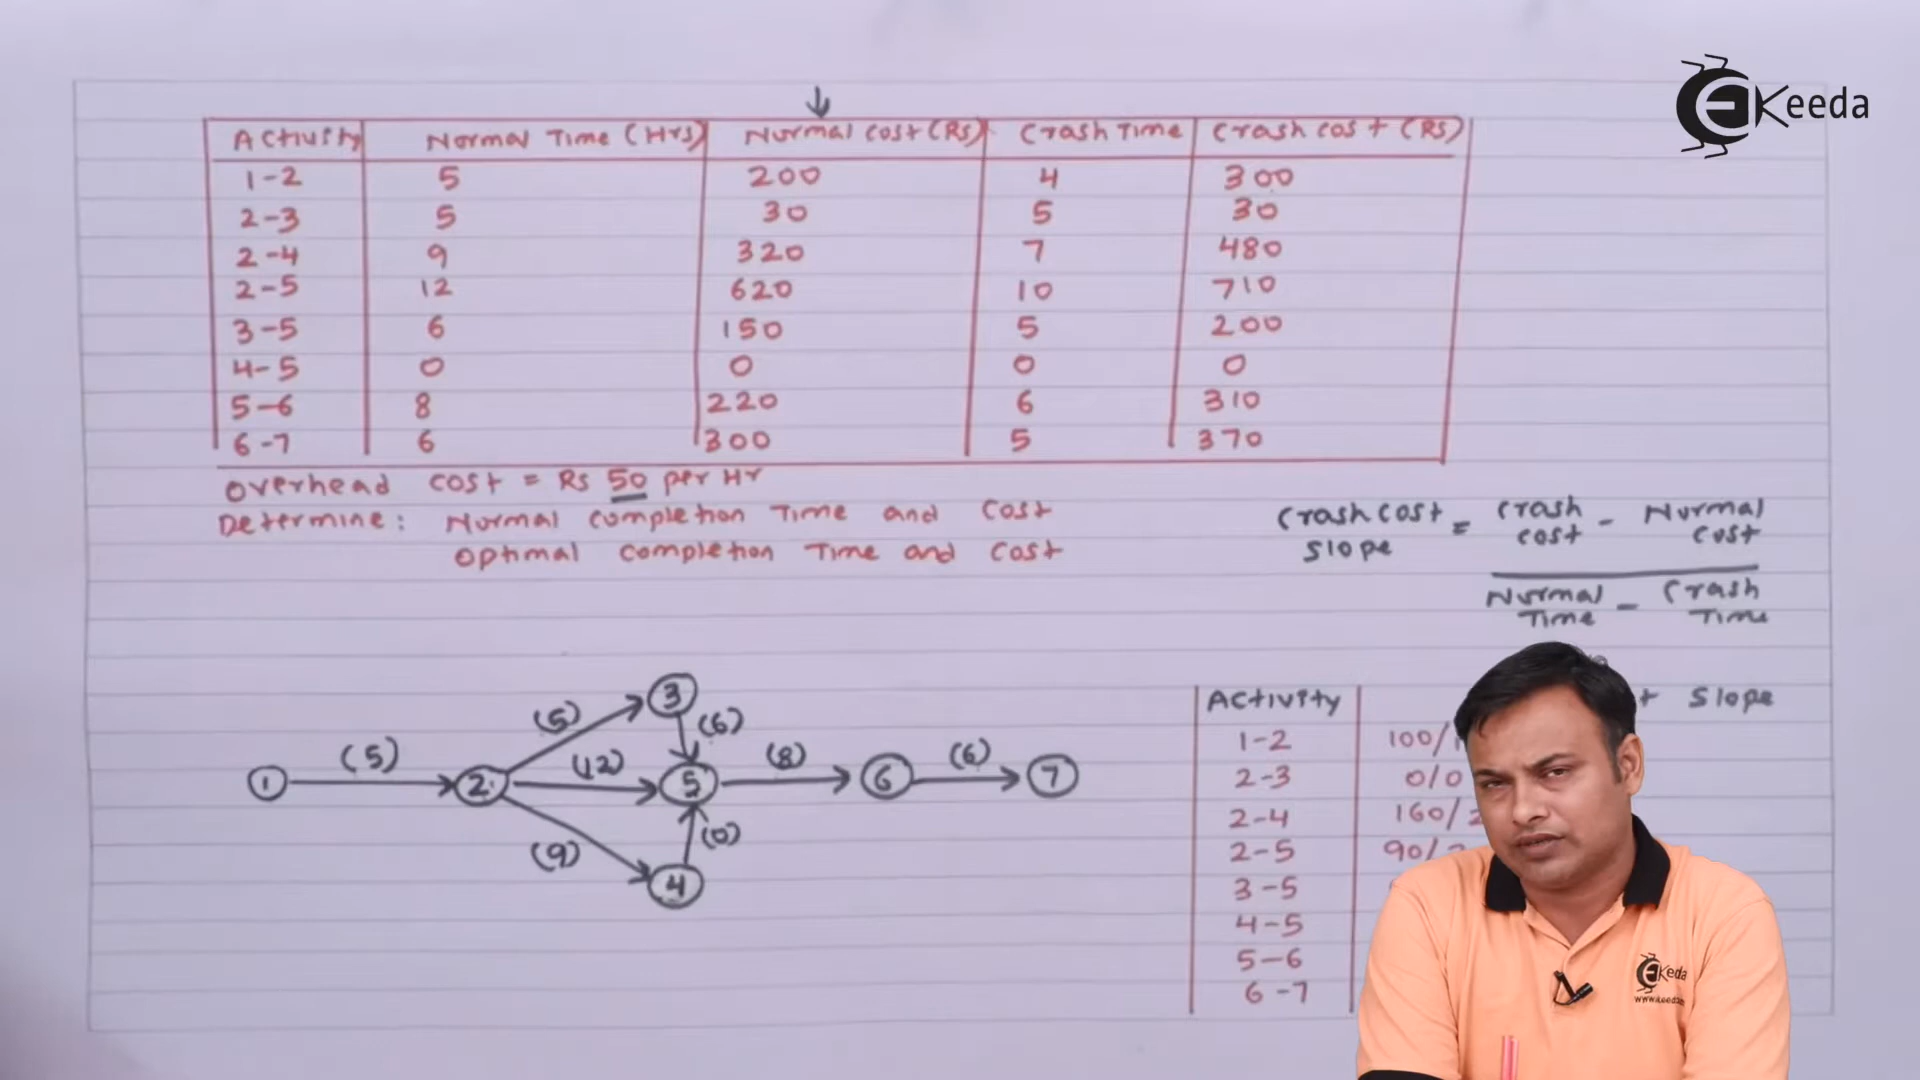 EKeeda
Activity Normal Time (Hrs) Normal Cost (Rs) Crash Time Crash cost (Rs)
1-2 5 200 4 300
2-3 5 30 5 30
2-4 9 320 7 480
2-5 12 620 10 710
3-5 6 150 5 200
4-5 0 0 0 0
5-6 8 220 6 310
6-7 6 300 5 370
Overhead cost = Rs 50 per Hr
Determine: Normal completion Time and Cost
Optimal completion Time and Cost
Crash cost slope = Crash cost - Normal cost
Normal Time - Crash Time
3
(5) (6)
1 (5) 2 (12) 5 (8) 6 (6) 7
(9) (0)
4
Activity Slope
1-2 100/
2-3 0/0
2-4 160/2
2-5 90/
3-5
4-5
5-6
6-7
EKeeda